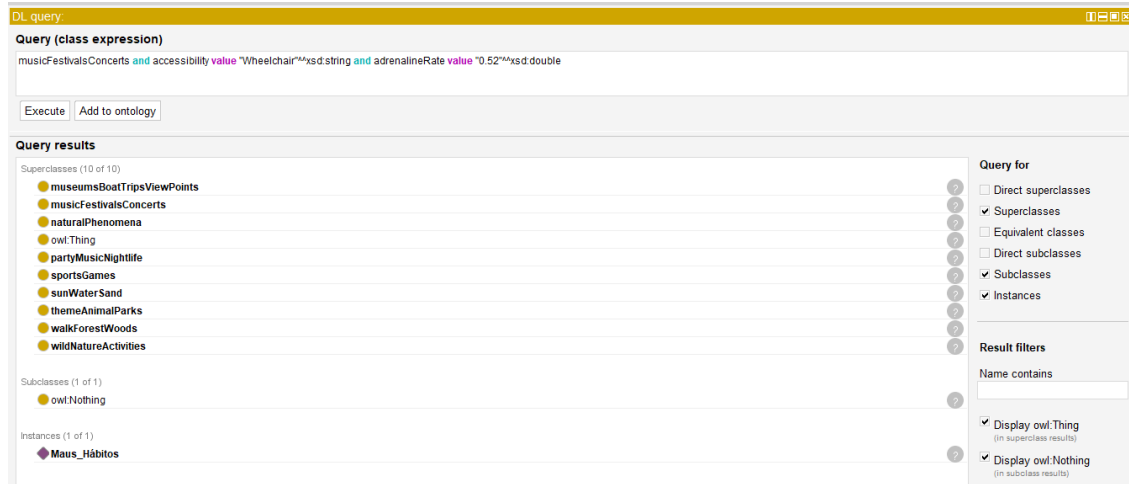 DL query:
Query (class expression)
musicFestivalsConcerts and accessibility value "Wheelchair"^^xsd:string and adrenalineRate value "0.52"^^xsd:double
Execute
Add to ontology
Query results
Superclasses (10 of 10)
museumsBoatTripsViewPoints
?
musicFestivalsConcerts
?
naturalPhenomena
?
owl:Thing
?
partyMusicNightlife
?
sportsGames
?
sunWaterSand
?
themeAnimalParks
?
walkForestWoods
?
wildNatureActivities
?
Subclasses (1 of 1)
owl:Nothing
?
Instances (1 of 1)
Maus_Hábitos
?
Query for
Direct superclasses
Superclasses
Equivalent classes
Direct subclasses
Subclasses
Instances
Result filters
Name contains
Display owl:Thing
(in superclass results)
Display owl:Nothing
(in subclass results)